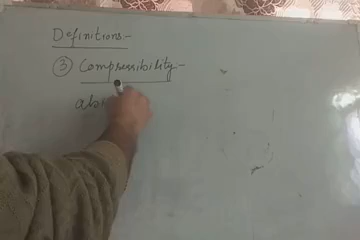 Definitions:-
③ Compressibility:-